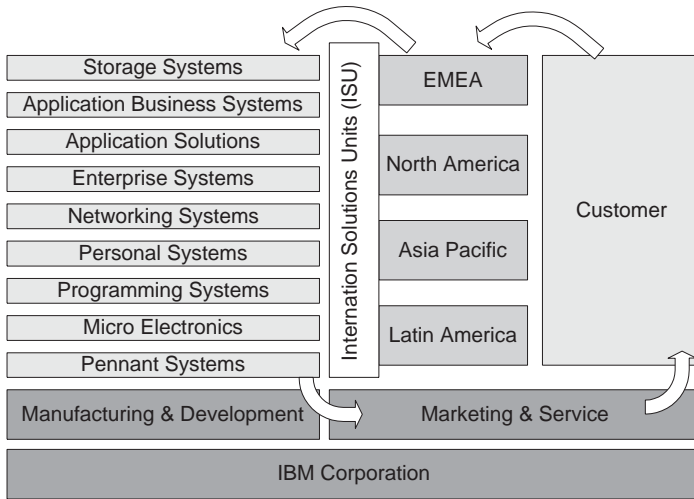 Storage Systems
Application Business Systems
Application Solutions
Enterprise Systems
Networking Systems
Personal Systems
Programming Systems
Micro Electronics
Pennant Systems
Internation Solutions Units (ISU)
EMEA
North America
Asia Pacific
Latin America
Customer
Manufacturing & Development
Marketing & Service
IBM Corporation